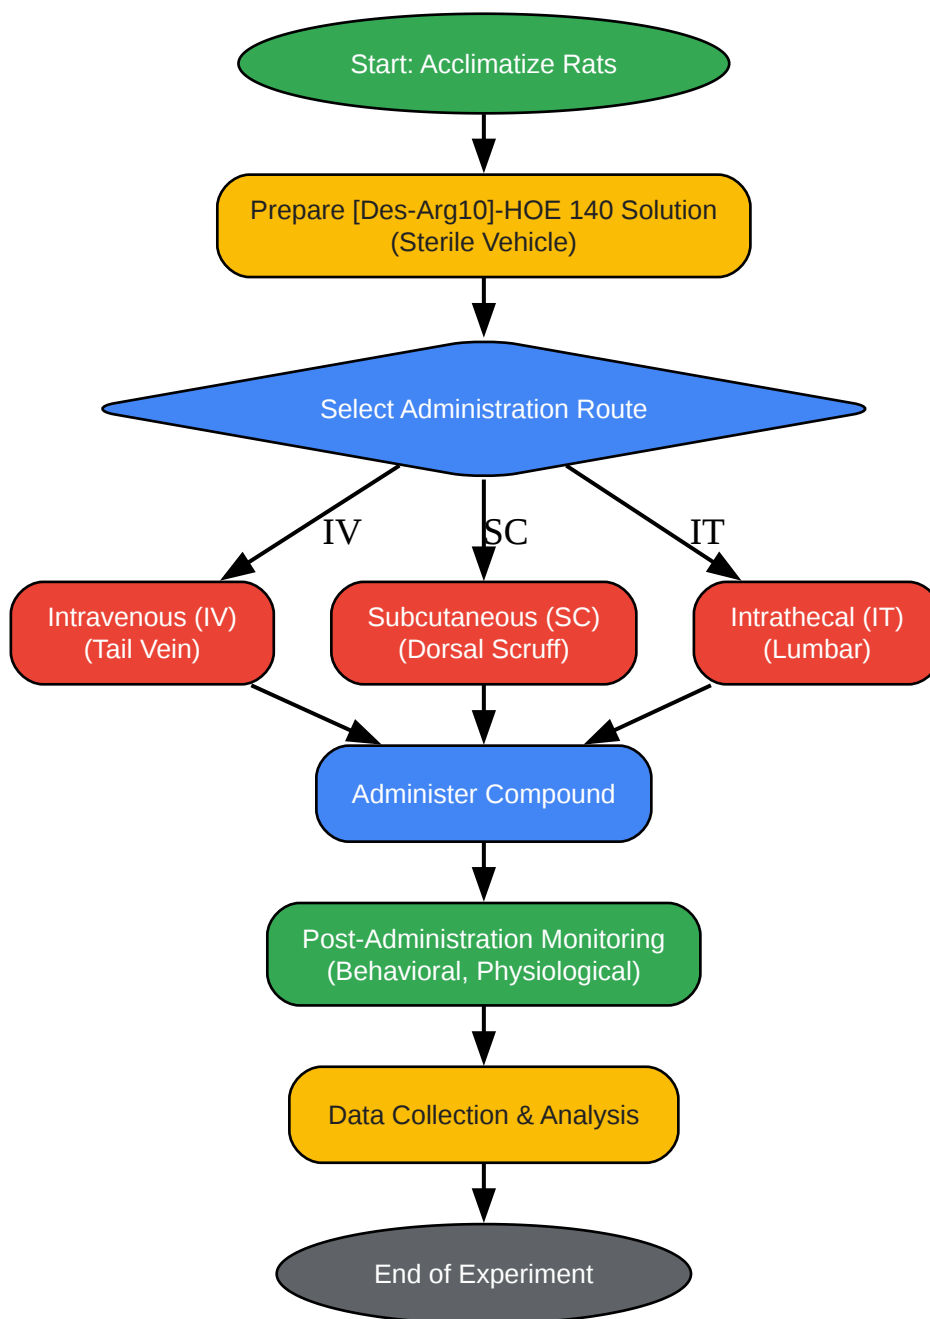 Start: Acclimatize Rats
Prepare [Des-Arg10]-HOE 140 Solution
(Sterile Vehicle)
Select Administration Route
IV
SC
IT
Intravenous (IV)
(Tail Vein)
Subcutaneous (SC)
(Dorsal Scruff)
Intrathecal (IT)
(Lumbar)
Administer Compound
Post-Administration Monitoring
(Behavioral, Physiological)
Data Collection & Analysis
End of Experiment